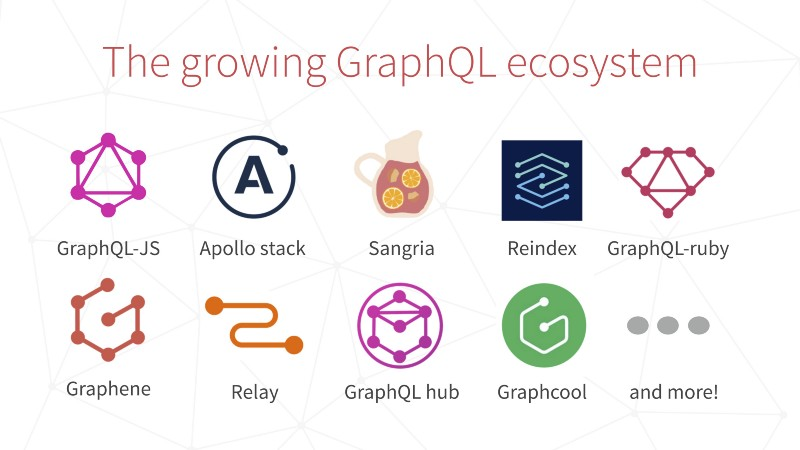 The growing GraphQL ecosystem
A
GraphQL-JS
Apollo stack
Sangria
Reindex
GraphQL-ruby
Graphene
Relay
GraphQL hub
Graphcool
and more!